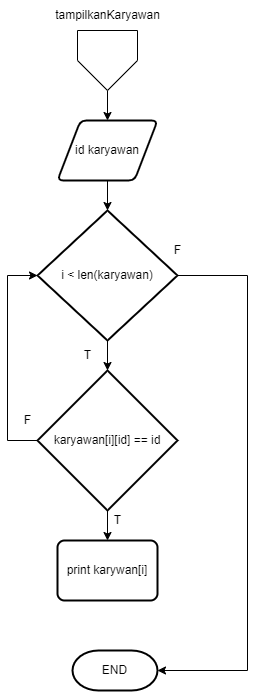 tampilkanKaryawan
id karyawan
F
i < len(karyawan)
T
karyawan[i][id] == id
F
T
print karywan[i]
END